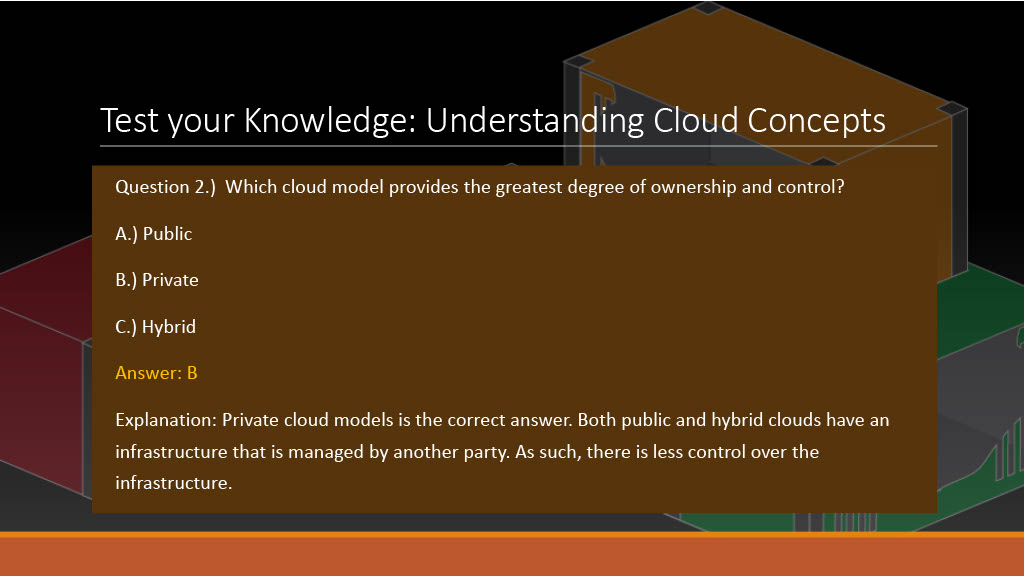 Test your Knowledge: Understanding Cloud Concepts
Question 2.)  Which cloud model provides the greatest degree of ownership and control?
A.) Public
B.) Private
C.) Hybrid
Answer: B
Explanation: Private cloud models is the correct answer. Both public and hybrid clouds have an
infrastructure that is managed by another party. As such, there is less control over the
infrastructure.